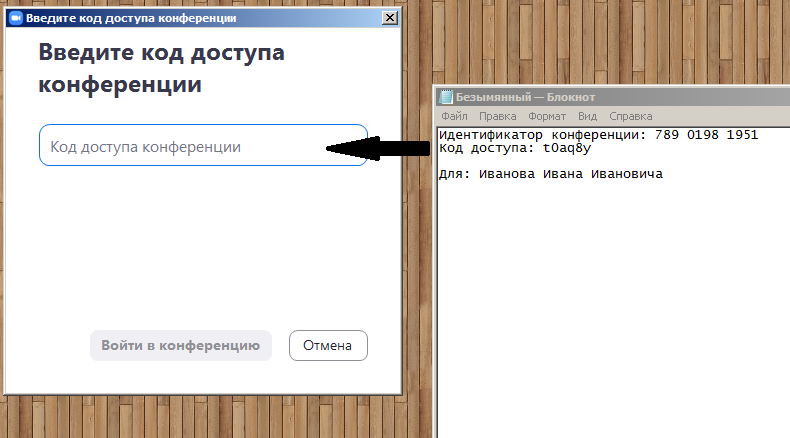 Введите код доступа конференции
Введите код доступа
конференции
Код доступа конференции
Войти в конференцию
Отмена
Безымянный — Блокнот
Файл Правка Формат Вид Справка
Идентификатор конференции: 789 0198 1951
Код доступа: t0aq8y
Для: Иванова Ивана Ивановича